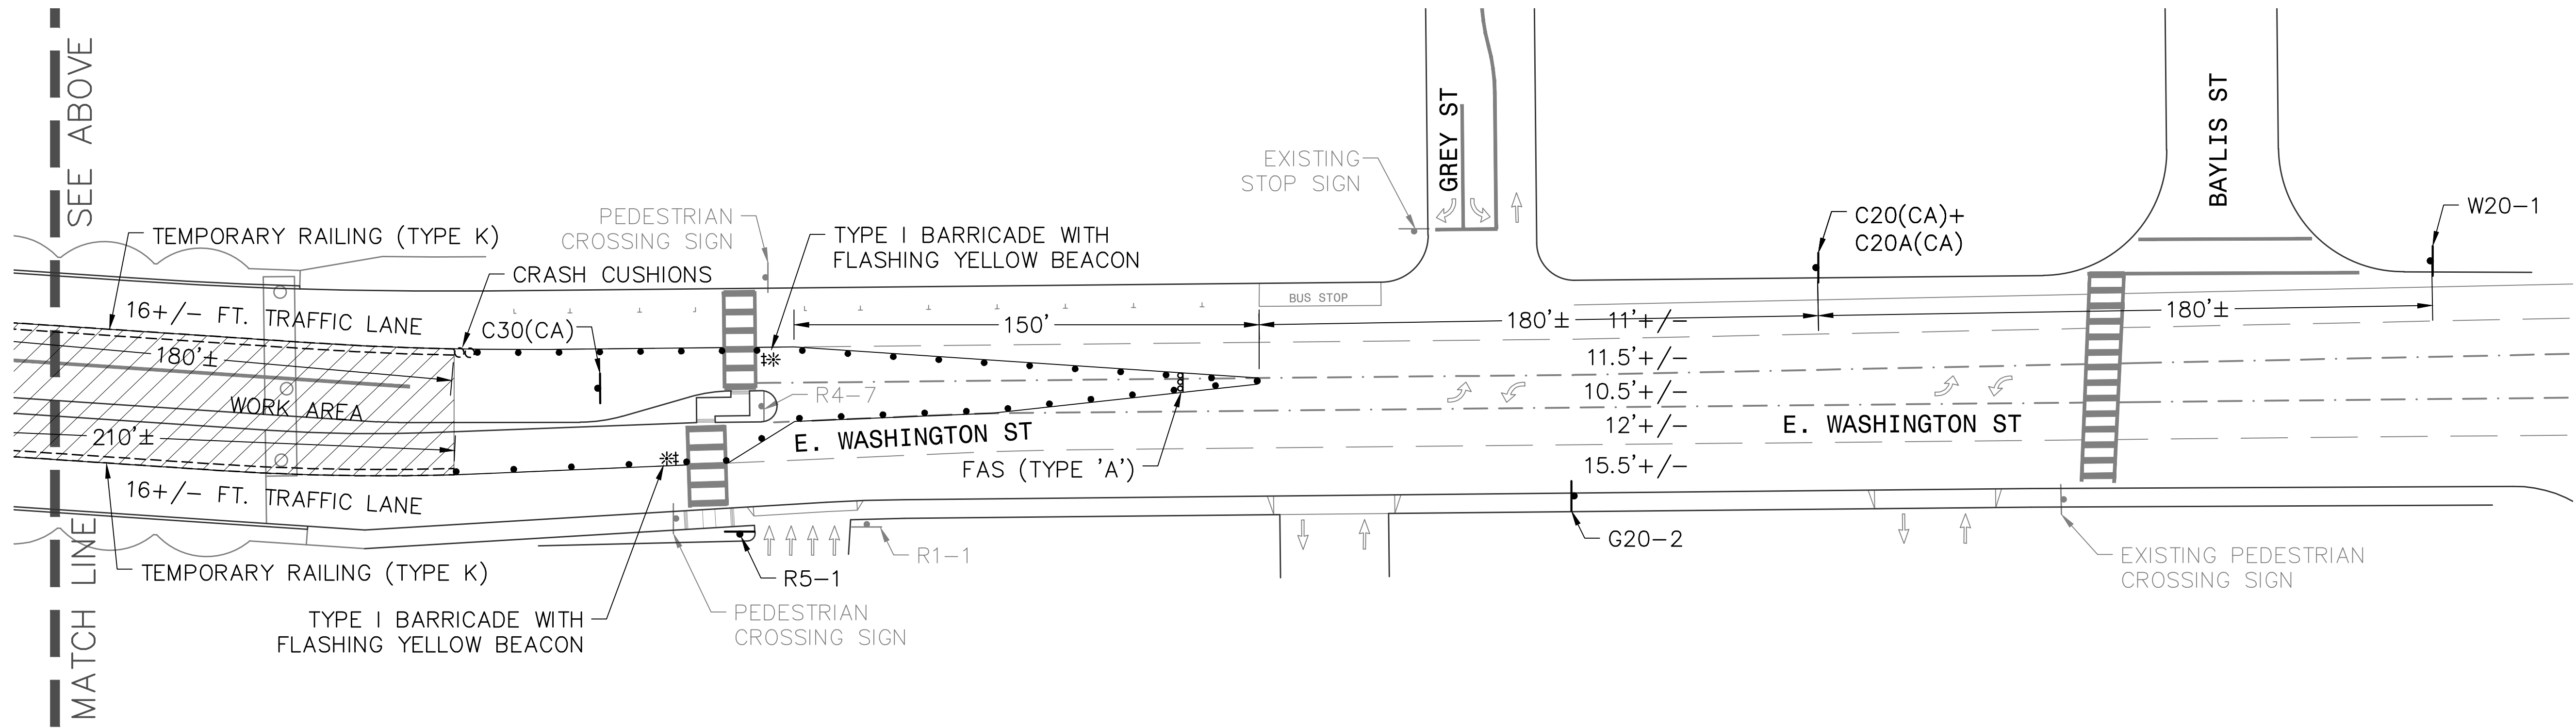 SEE ABOVE
MATCH LINE
TEMPORARY RAILING (TYPE K)
16+/- FT. TRAFFIC LANE
CRASH CUSHIONS
C30(CA)
180'±
WORK AREA
210'±
16+/- FT. TRAFFIC LANE
TEMPORARY RAILING (TYPE K)
TYPE I BARRICADE WITH
FLASHING YELLOW BEACON
PEDESTRIAN
CROSSING SIGN
TYPE I BARRICADE WITH
FLASHING YELLOW BEACON
150'
R4-7
E. WASHINGTON ST
FAS (TYPE 'A')
R5-1
R1-1
PEDESTRIAN
CROSSING SIGN
EXISTING
STOP SIGN
GREY ST
BUS STOP
180'±
11'+/-
11.5'+/-
10.5'+/-
12'+/-
15.5'+/-
G20-2
C20(CA)+
C20A(CA)
E. WASHINGTON ST
BAYLIS ST
180'±
W20-1
EXISTING PEDESTRIAN
CROSSING SIGN